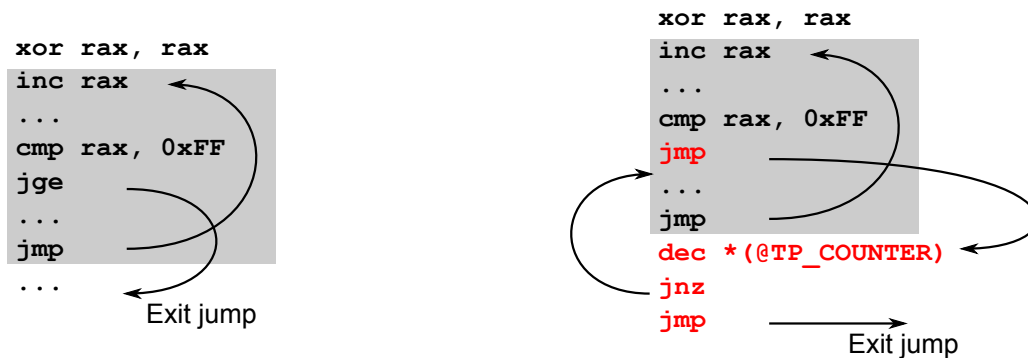 xor rax, rax
inc rax
...
cmp rax, 0xFF
jge
...
jmp
...
Exit jump
xor rax, rax
inc rax
...
cmp rax, 0xFF
jmp
...
jmp
dec *(@TP_COUNTER)
jnz
jmp
Exit jump